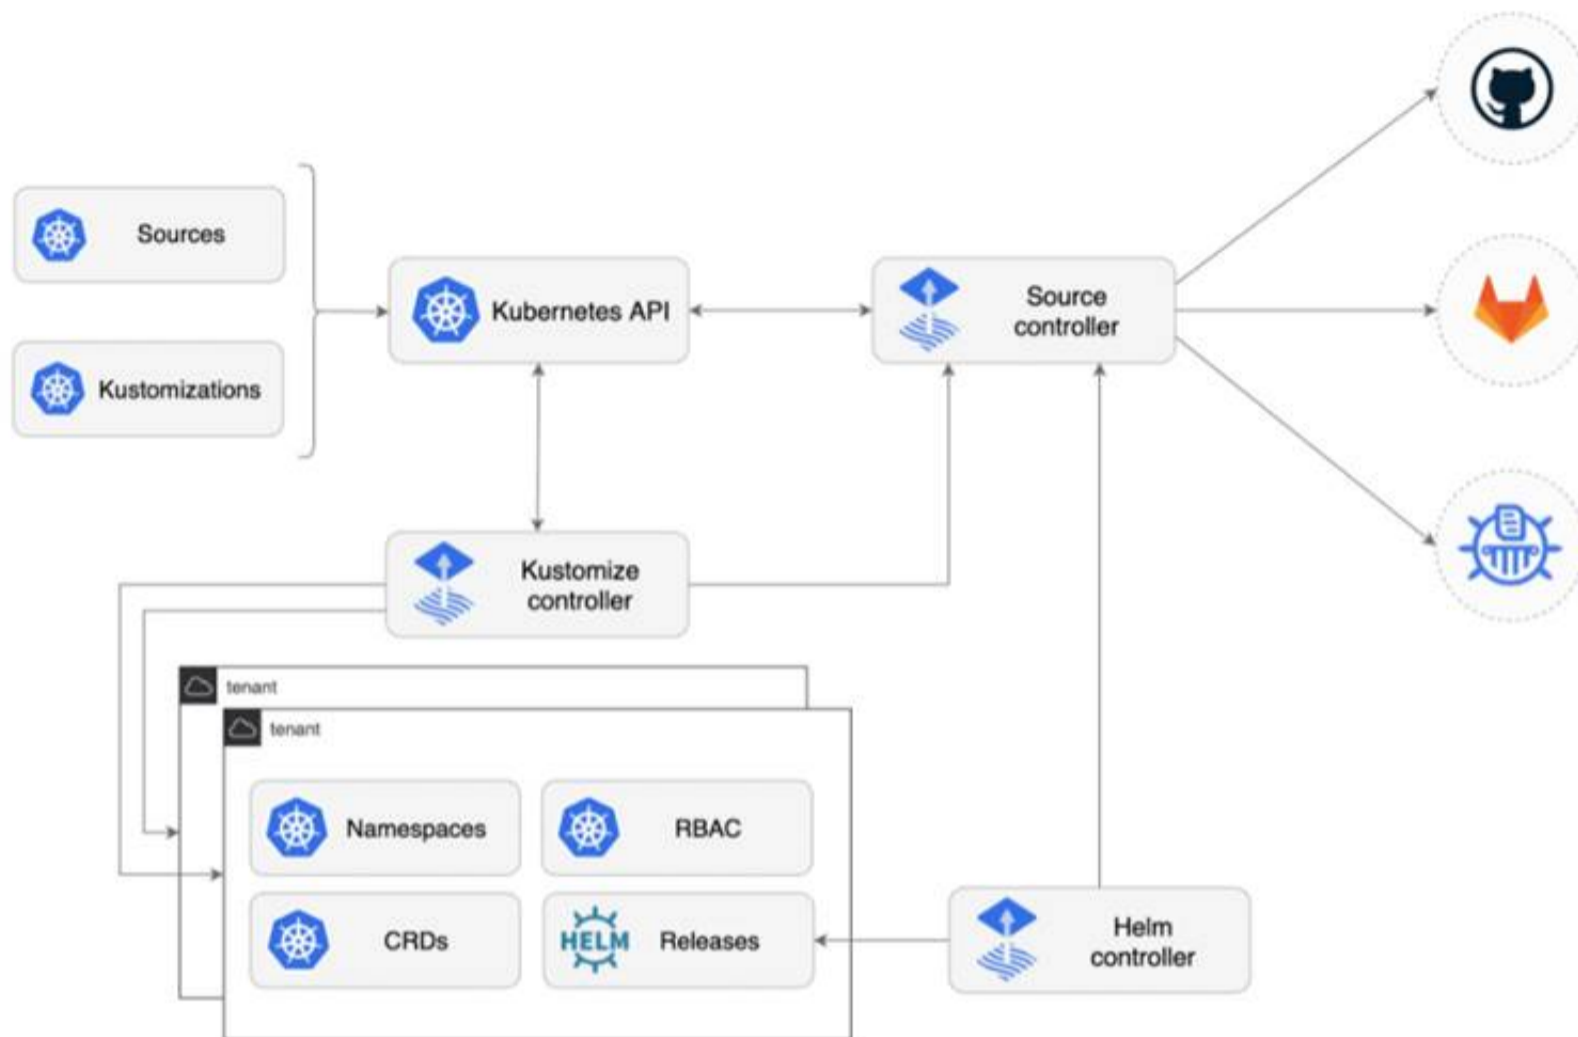 Sources
Kustomizations
Kubernetes API
Source
controller
Kustomize
controller
tenant
tenant
Namespaces
RBAC
CRDs
HELM
Releases
Helm
controller